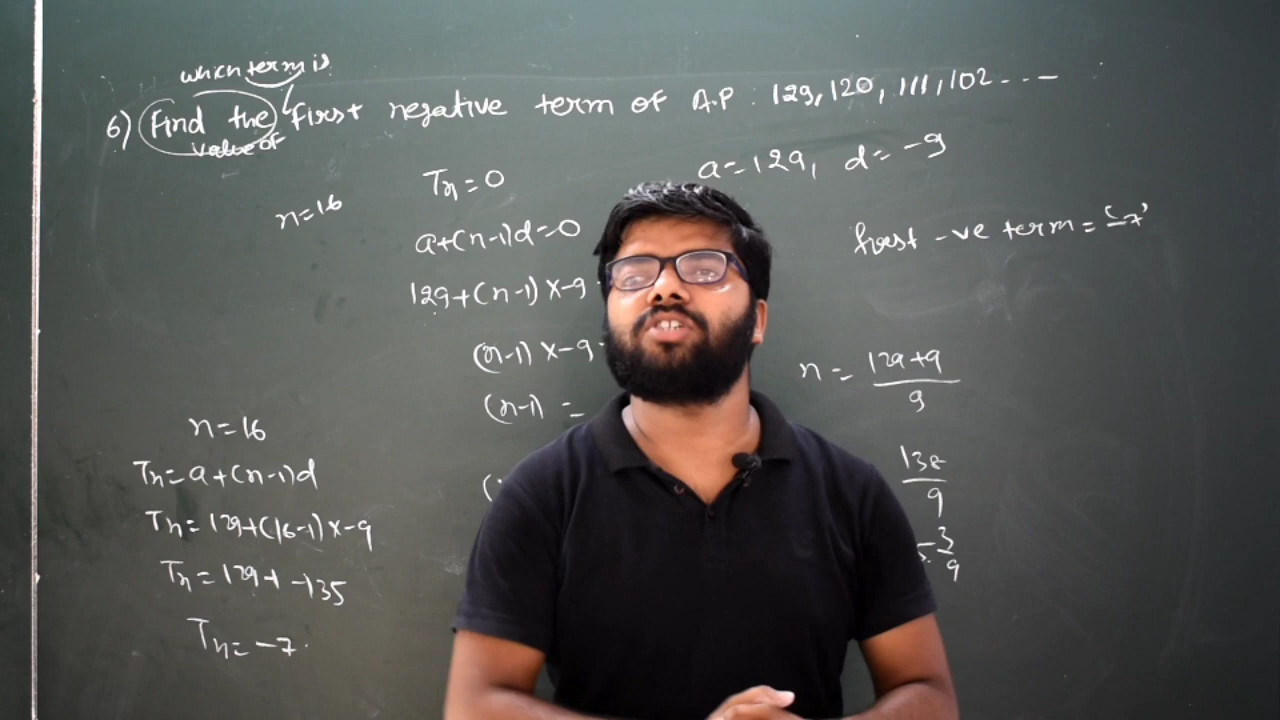 which term is
6) Find the first negative term of A.P : 129, 120, 111, 102 ----
value of
a = 129, d = -9
Tn = 0
n=16
a+(n-1)d=0
first -ve term = '-7'
129+(n-1)x-9
(n-1)x-9
n = 129+9
9
(n-1) =
n=16
138
9
Tn=a+(n-1)d
(
Tn=129+(16-1)x-9
3
9
Tn=129+-135
Tn=-7.